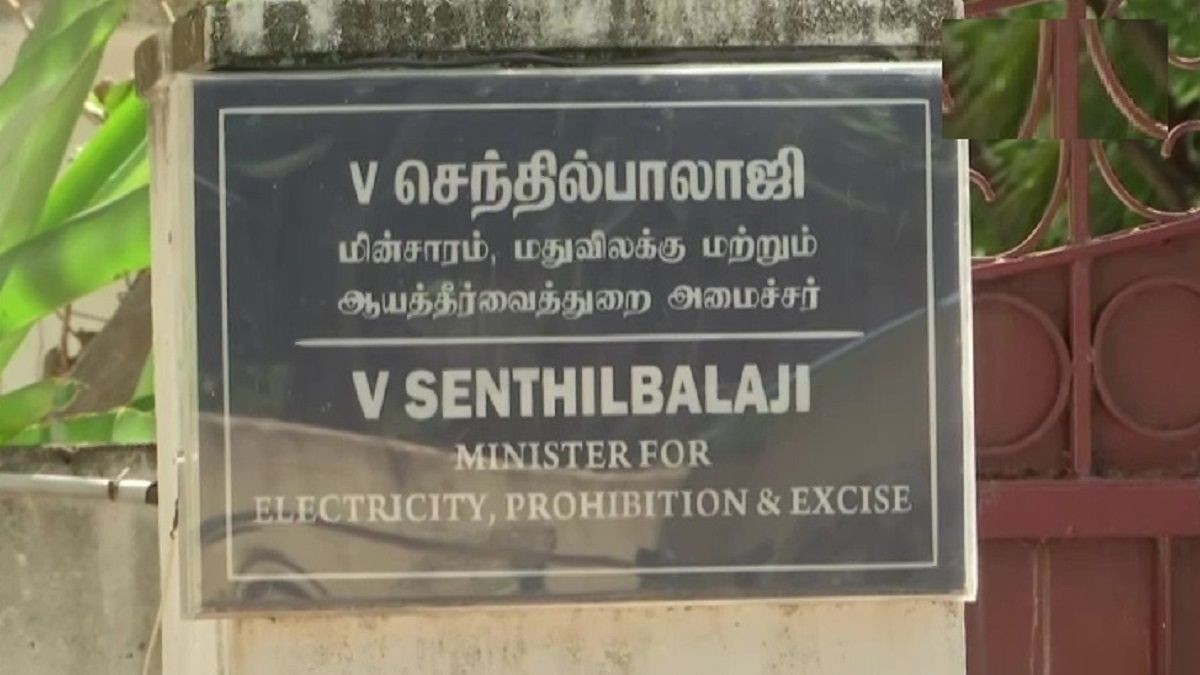 V செந்தில்பாலாஜி
மின்சாரம், மதுவிலக்கு மற்றும்
ஆயத்தீர்வைத்துறை அமைச்சர்
V SENTHILBALAJI
MINISTER FOR
ELECTRICITY, PROHIBITION & EXCISE